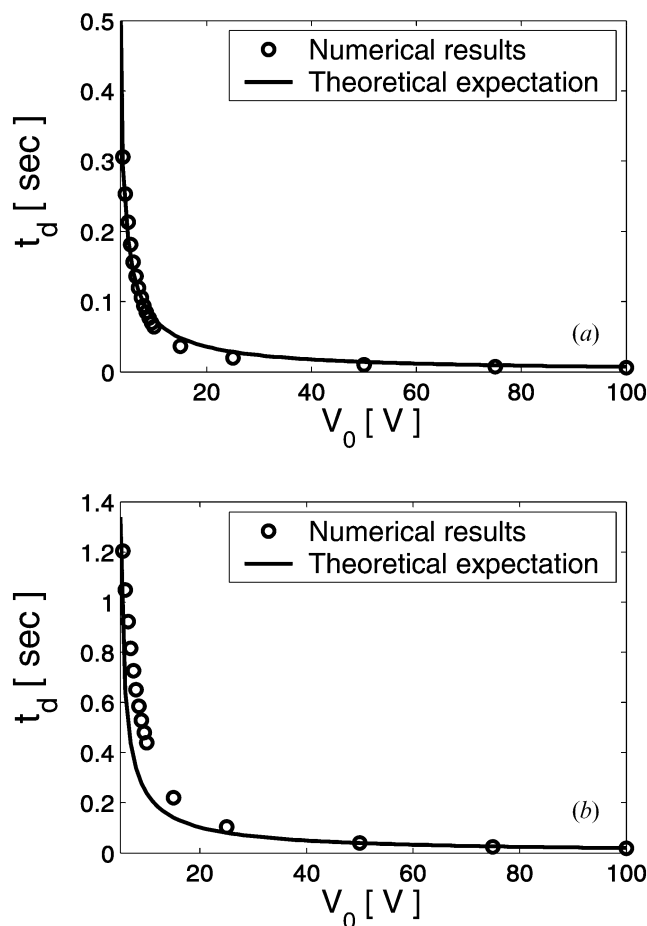 0.5
0.4
0.3
0.2
0.1
0
t_d [ sec]
Numerical results
Theoretical expectation
(a)
20 40 60 80 100
V_0 [ V]
1.4
1.2
1
0.8
0.6
0.4
0.2
0
t_d [ sec]
Numerical results
Theoretical expectation
(b)
20 40 60 80 100
V_0 [ V]